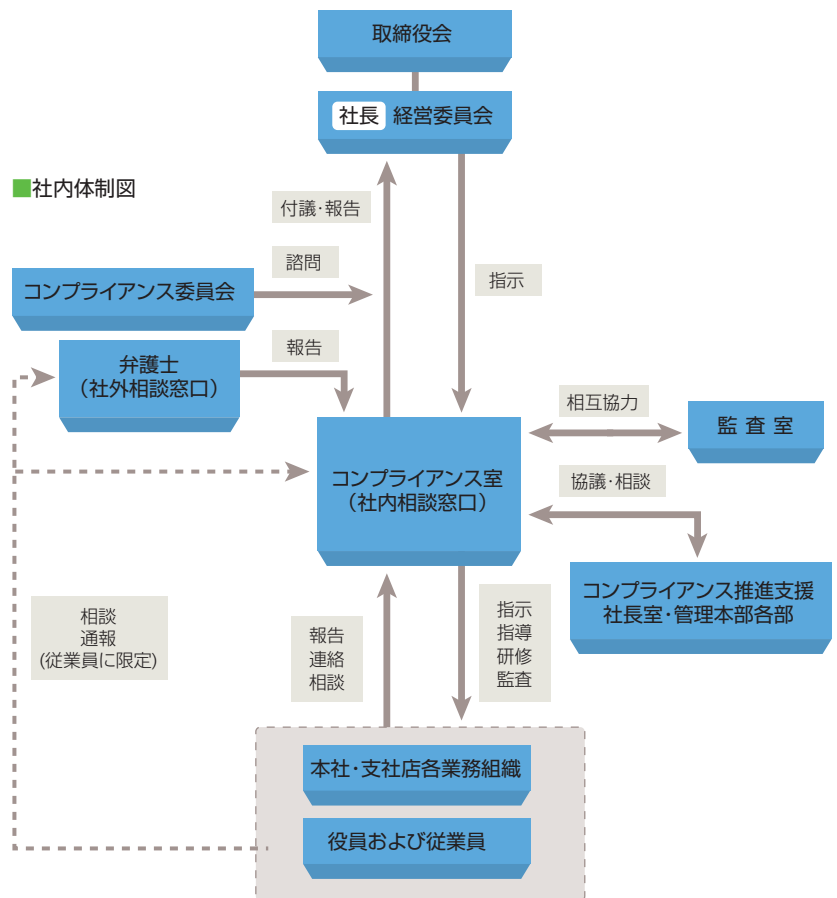 取締役会
社長 経営委員会
■社内体制図
付議・報告
諮問
指示
コンプライアンス委員会
報告
弁護士
（社外相談窓口）
相互協力
監査室
コンプライアンス室
（社内相談窓口）
協議・相談
コンプライアンス推進支援
社長室・管理本部各部
相談
通報
(従業員に限定)
報告
連絡
相談
指示
指導
研修
監査
本社・支社店各業務組織
役員および従業員